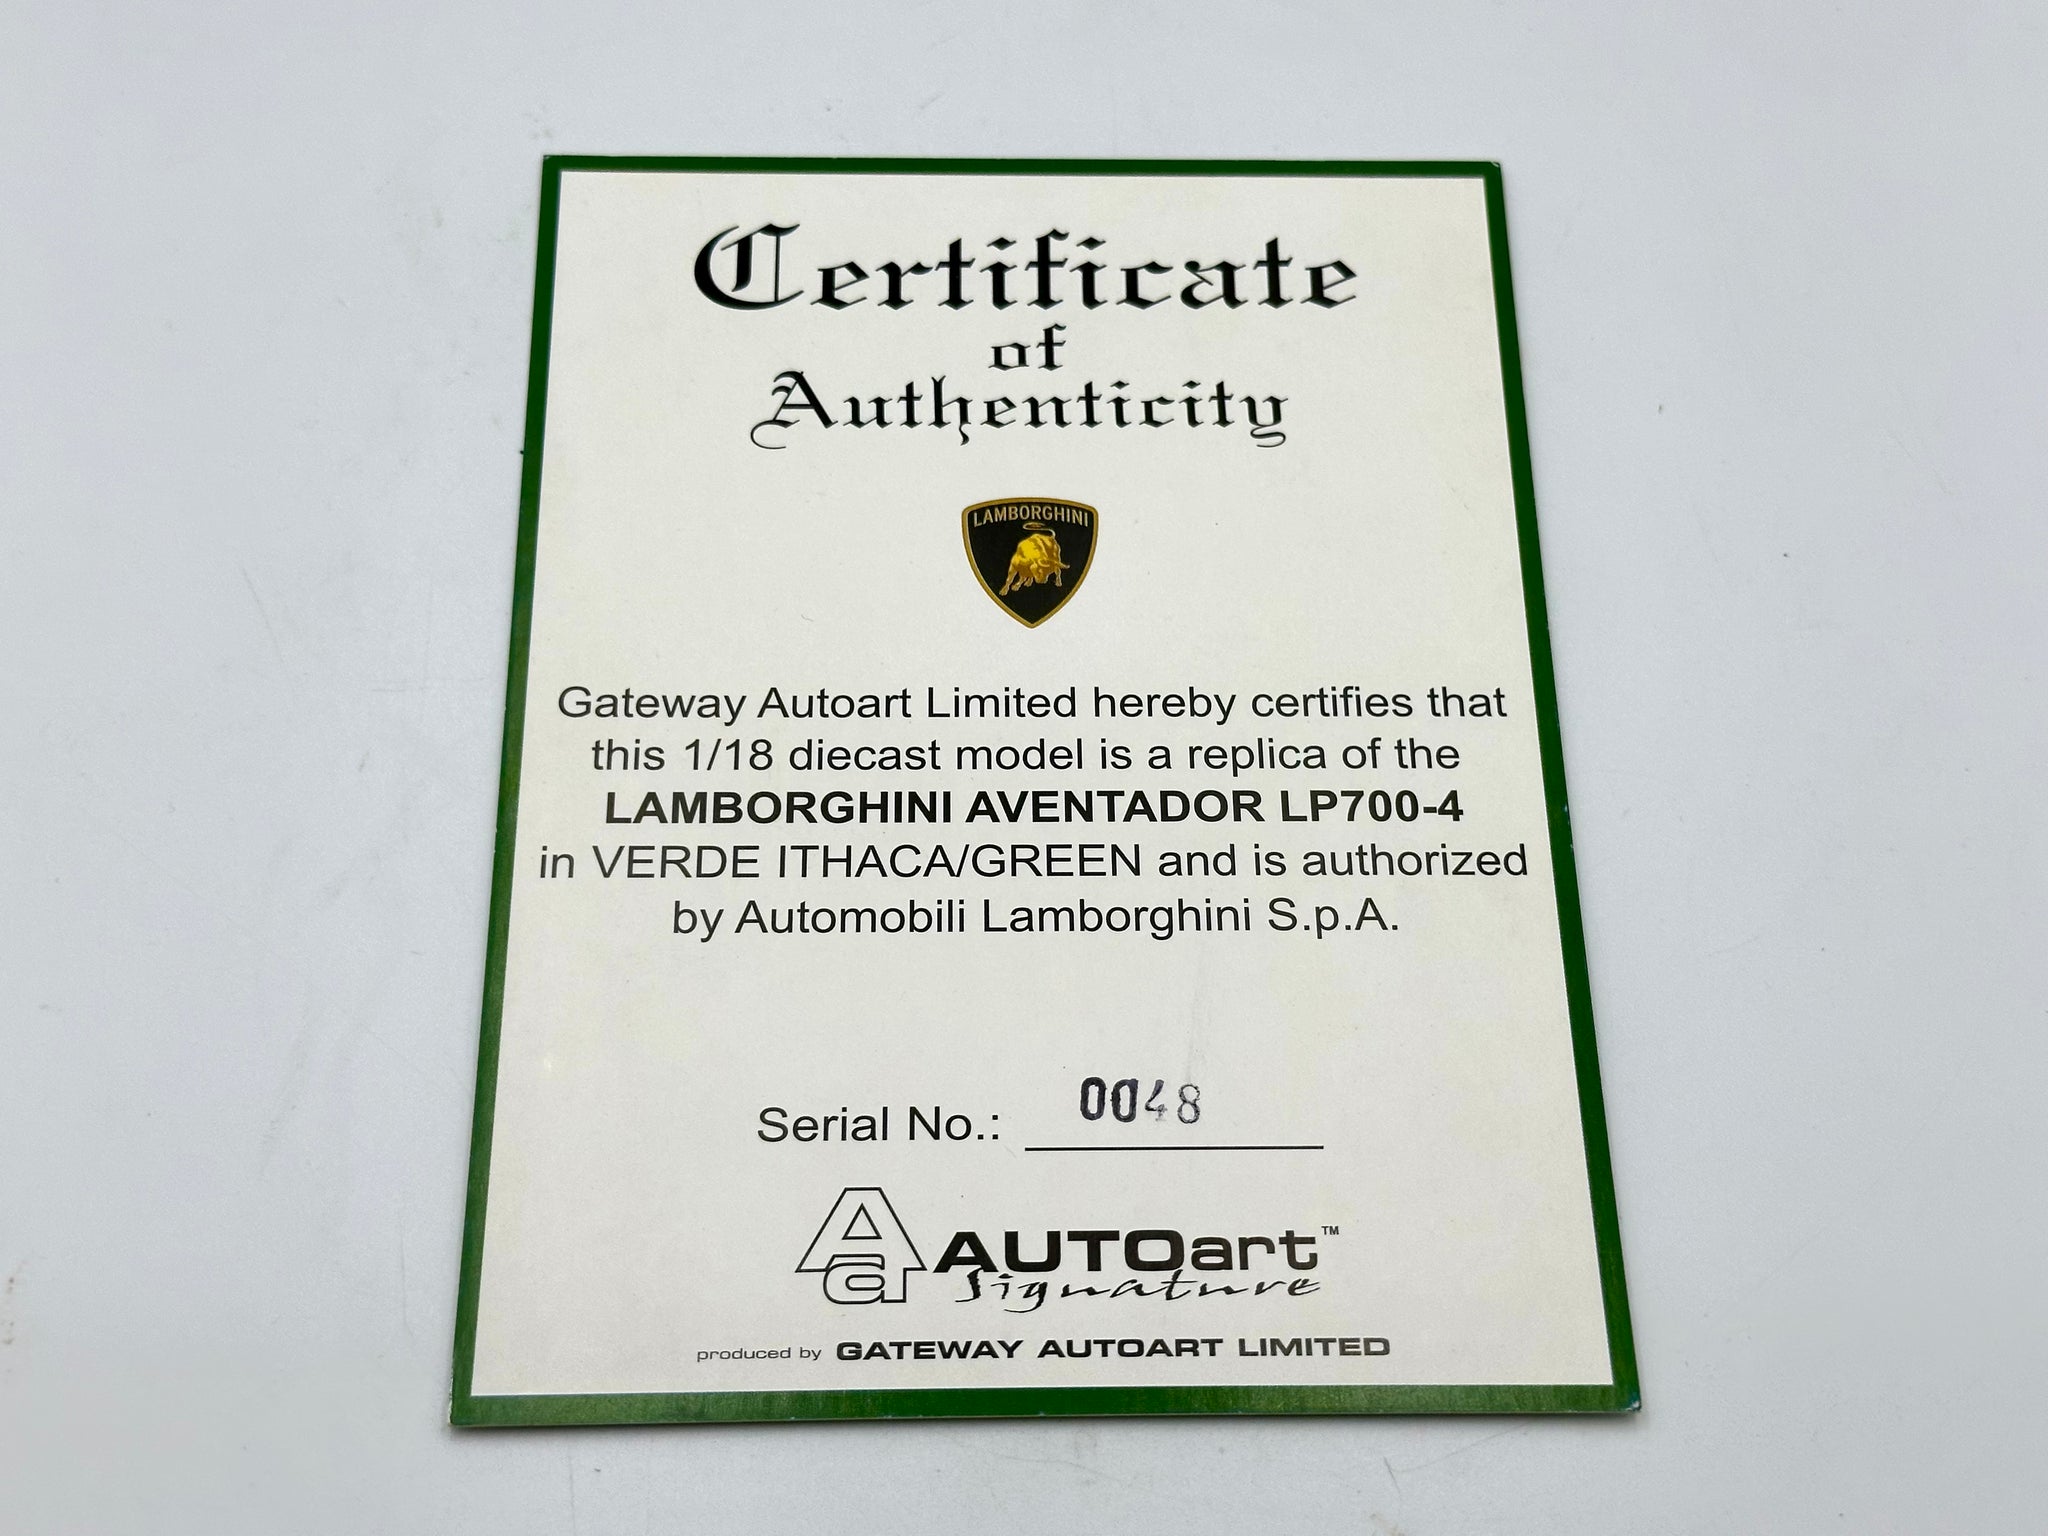 Certificate
of
Authenticity
LAMBORGHINI
Gateway Autoart Limited hereby certifies that
this 1/18 diecast model is a replica of the
LAMBORGHINI AVENTADOR LP700-4
in VERDE ITHACA/GREEN and is authorized
by Automobili Lamborghini S.p.A.
Serial No.: 0048
Aa AUTOart™
Signature
produced by GATEWAY AUTOART LIMITED